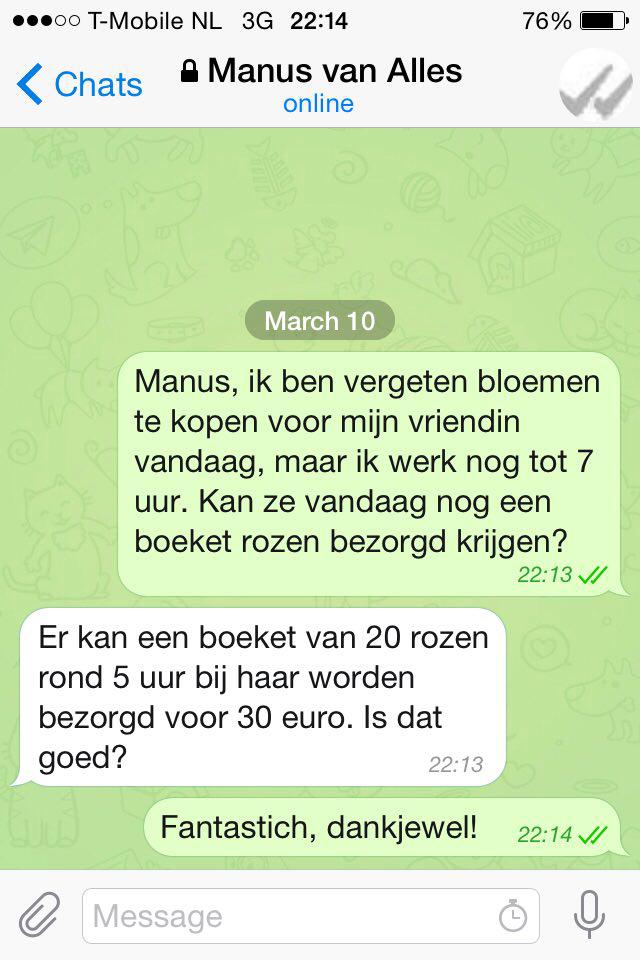 T-Mobile NL 3G 22:14 76%
Chats
Manus van Alles
online
March 10
Manus, ik ben vergeten bloemen
te kopen voor mijn vriendin
vandaag, maar ik werk nog tot 7
uur. Kan ze vandaag nog een
boeket rozen bezorgd krijgen?
22:13
Er kan een boeket van 20 rozen
rond 5 uur bij haar worden
bezorgd voor 30 euro. Is dat
goed?
22:13
Fantastich, dankjewel!
22:14
Message